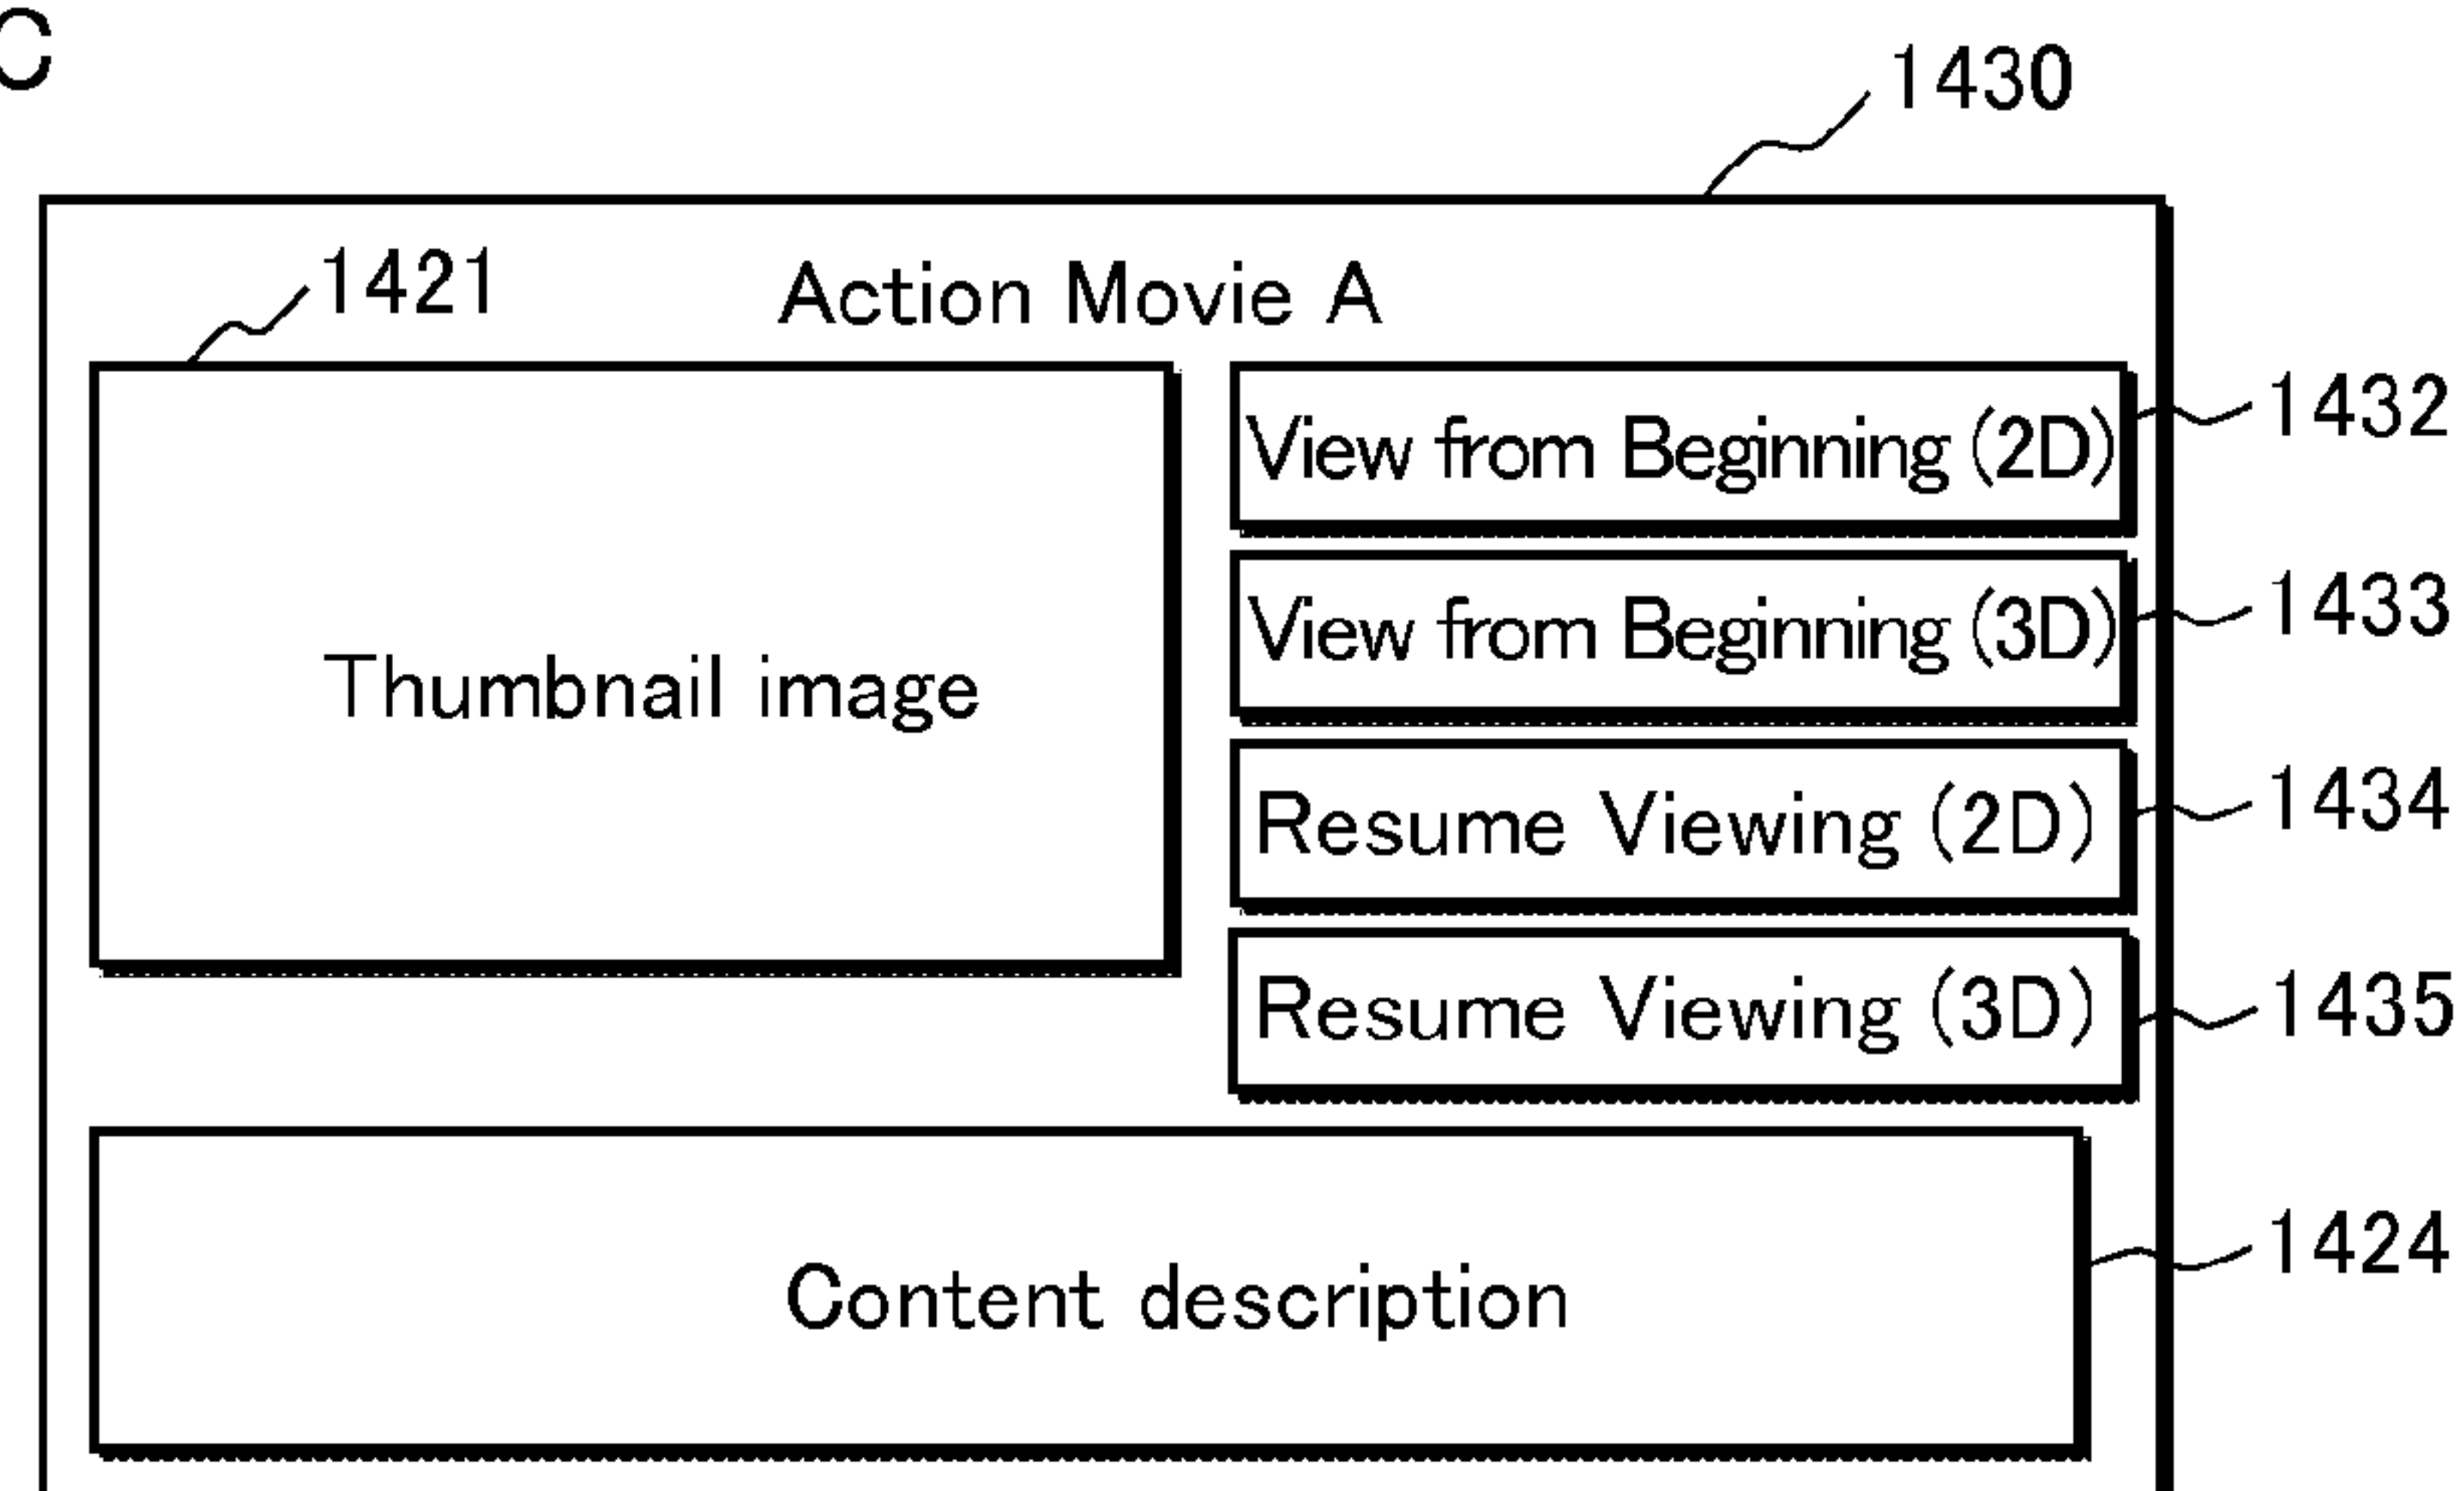 C
1430
1421
Action Movie A
View from Beginning (2D)
1432
View from Beginning (3D)
1433
Thumbnail image
Resume Viewing (2D)
1434
Resume Viewing (3D)
1435
Content description
1424